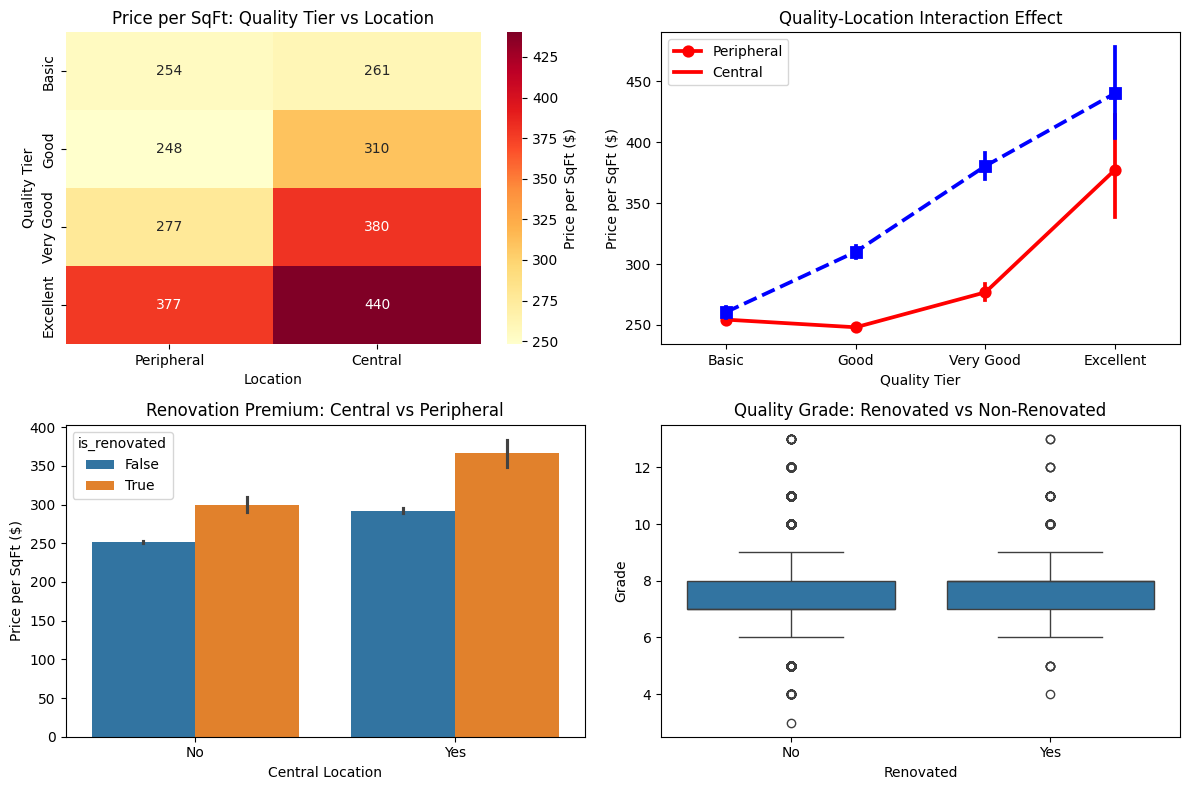 Price per SqFt: Quality Tier vs Location
Quality Tier
Basic
Good
Very Good
Excellent
254
261
248
310
277
380
377
440
Peripheral
Central
Location
425
400
375
350
325
300
275
250
Price per SqFt ($)
Quality-Location Interaction Effect
Peripheral
Central
Price per SqFt ($)
450
400
350
300
250
Basic
Good
Very Good
Excellent
Quality Tier
Renovation Premium: Central vs Peripheral
is_renovated
False
True
Price per SqFt ($)
400
350
300
250
200
150
100
50
0
No
Yes
Central Location
Quality Grade: Renovated vs Non-Renovated
Grade
12
10
8
6
4
No
Yes
Renovated